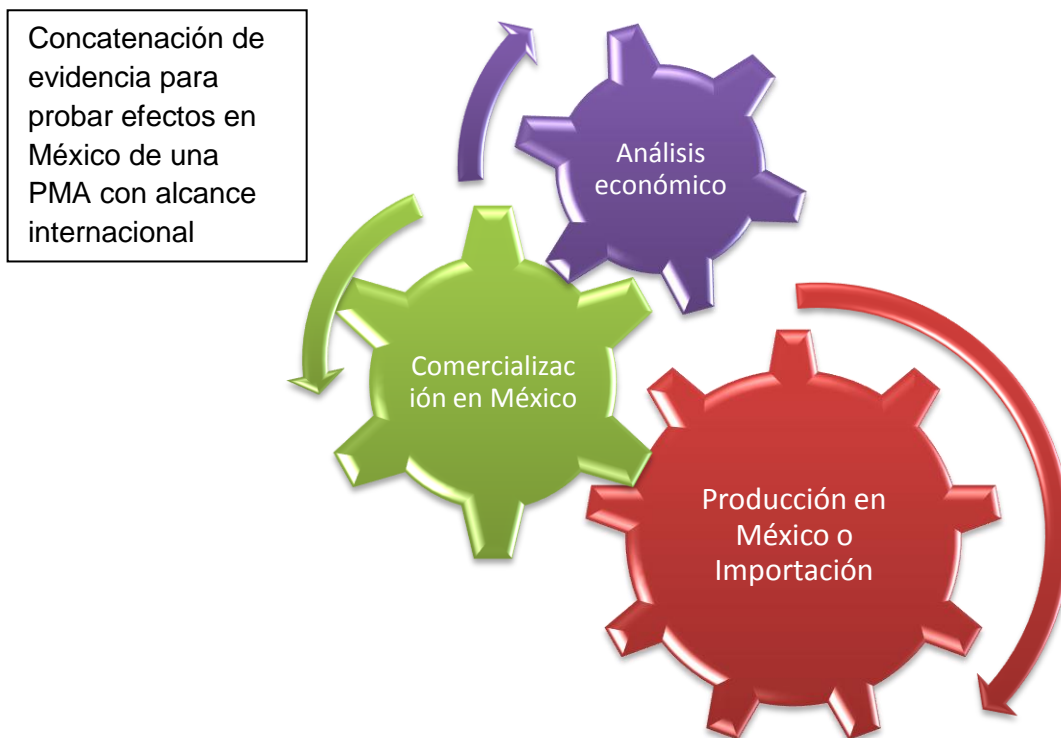 Concatenación de
evidencia para
probar efectos en
México de una
PMA con alcance
internacional
Análisis
económico
Comercializac
ión en México
Producción en
México o
Importación